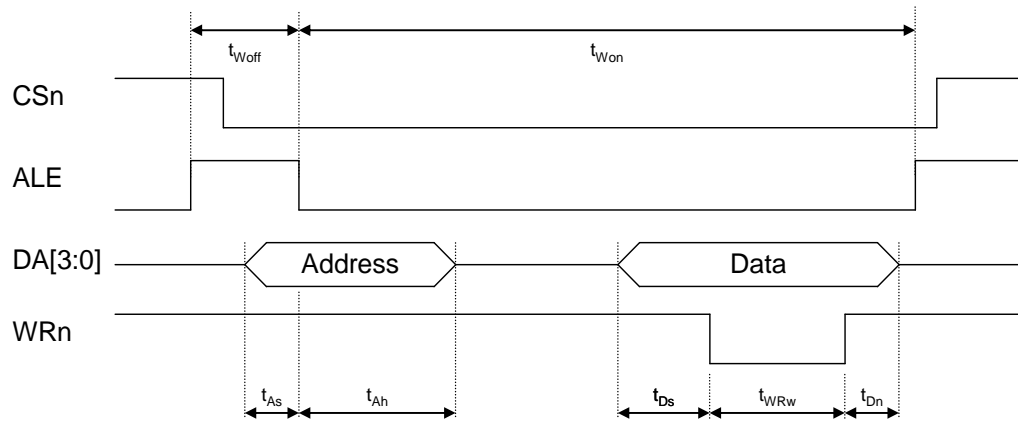 tWoff
tWon
CSn
ALE
DA[3:0]
Address
Data
WRn
tAs
tAh
tDs
tWRw
tDn